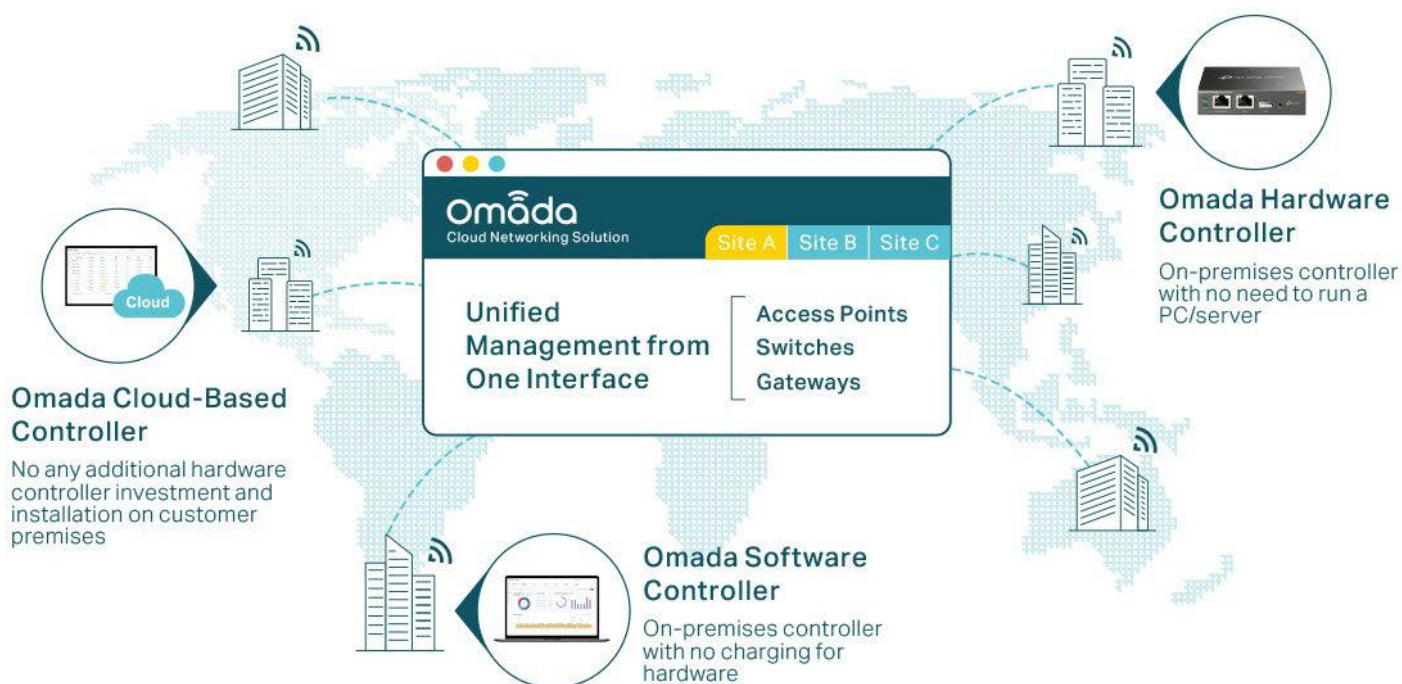 Omada
Cloud Networking Solution
Site A
Site B
Site C
Unified
Management from
One Interface
Access Points
Switches
Gateways
Cloud
Omada Cloud-Based
Controller
No any additional hardware
controller investment and
installation on customer
premises
Omada Hardware
Controller
On-premises controller
with no need to run a
PC/server
Omada Software
Controller
On-premises controller
with no charging for
hardware